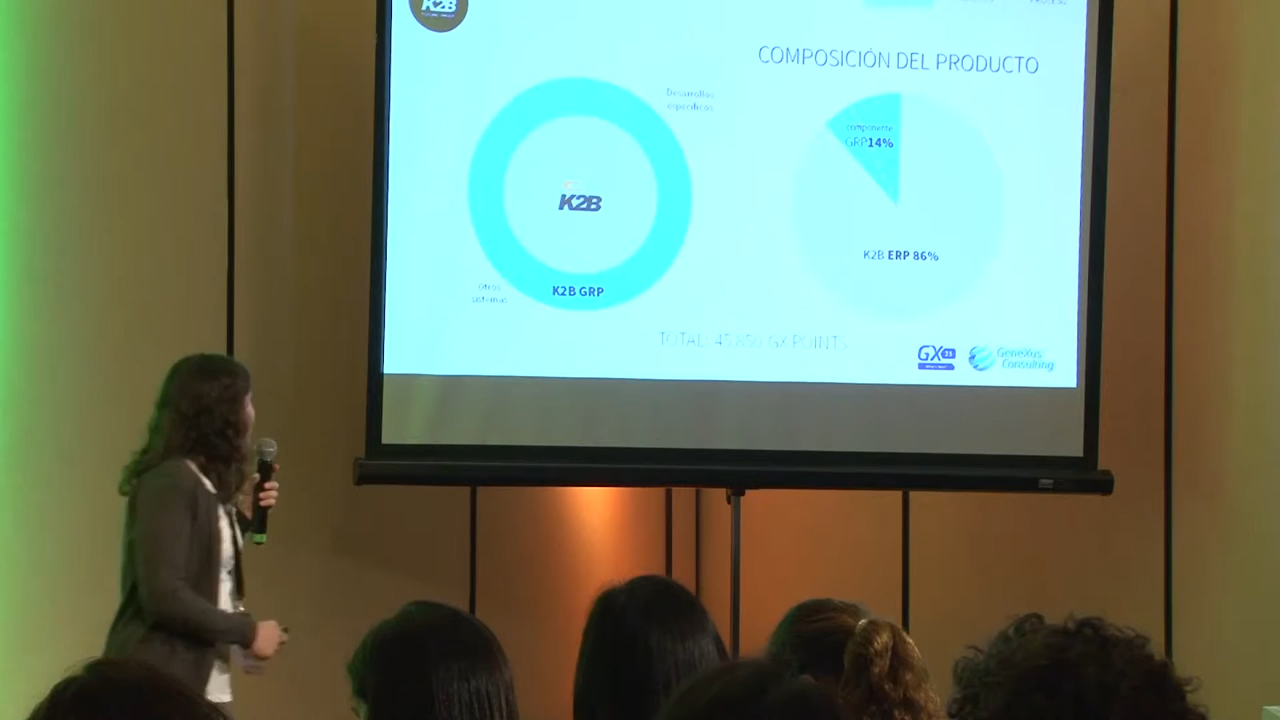 K2B
COMPOSICIÓN DEL PRODUCTO
Desarrollos
específicos
componente
GRP14%
K2B
K2B ERP 86%
Otros
sistemas
K2B GRP
TOTAL: 45.850 GX POINTS
GX
GeneXus
Consulting